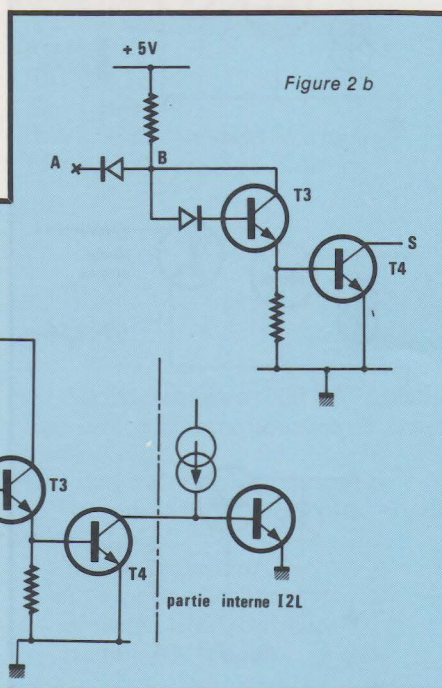 + 5V
Figure 2 b
A
B
T3
S
T4
T3
T4
partie interne I2L